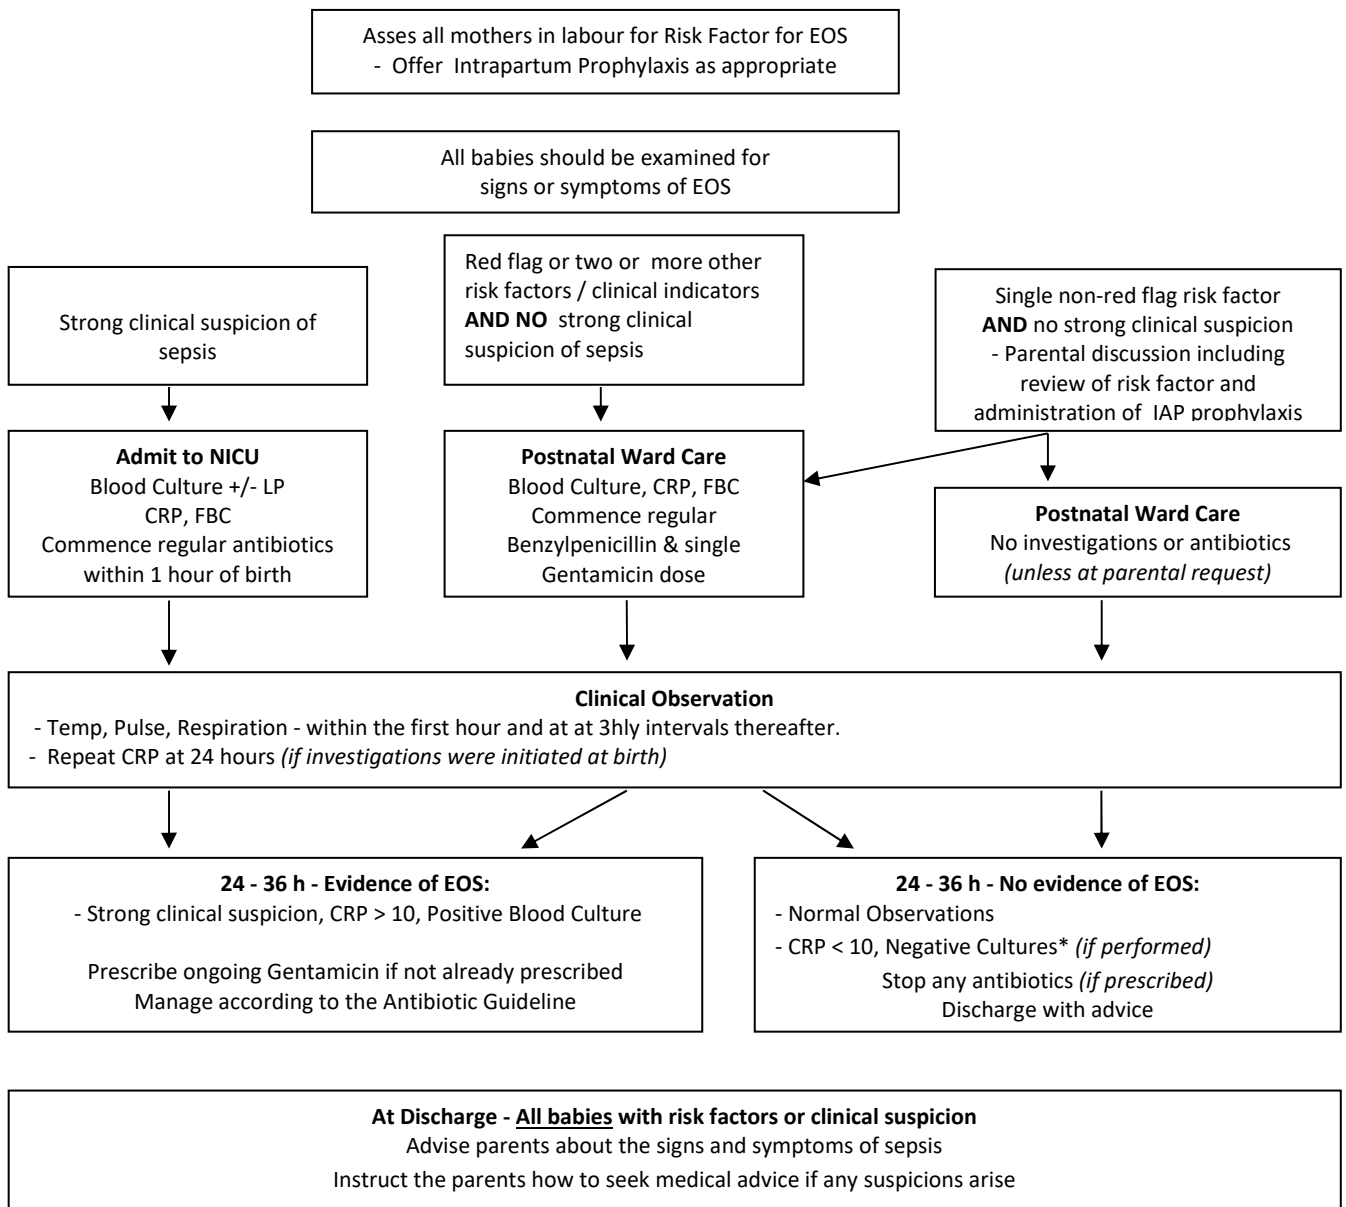 Asses all mothers in labour for Risk Factor for EOS
- Offer Intrapartum Prophylaxis as appropriate
All babies should be examined for
signs or symptoms of EOS
Strong clinical suspicion of
sepsis
Red flag or two or more other
risk factors / clinical indicators
AND NO strong clinical
suspicion of sepsis
Single non-red flag risk factor
AND no strong clinical suspicion
- Parental discussion including
review of risk factor and
administration of IAP prophylaxis
Admit to NICU
Blood Culture +/- LP
CRP, FBC
Commence regular antibiotics
within 1 hour of birth
Postnatal Ward Care
Blood Culture, CRP, FBC
Commence regular
Benzylpenicillin & single
Gentamicin dose
Postnatal Ward Care
No investigations or antibiotics
(unless at parental request)
Clinical Observation
- Temp, Pulse, Respiration - within the first hour and at at 3hly intervals thereafter.
- Repeat CRP at 24 hours (if investigations were initiated at birth)
24 - 36 h - Evidence of EOS:
- Strong clinical suspicion, CRP > 10, Positive Blood Culture
Prescribe ongoing Gentamicin if not already prescribed
Manage according to the Antibiotic Guideline
24 - 36 h - No evidence of EOS:
- Normal Observations
- CRP < 10, Negative Cultures* (if performed)
Stop any antibiotics (if prescribed)
Discharge with advice
At Discharge - All babies with risk factors or clinical suspicion
Advise parents about the signs and symptoms of sepsis
Instruct the parents how to seek medical advice if any suspicions arise